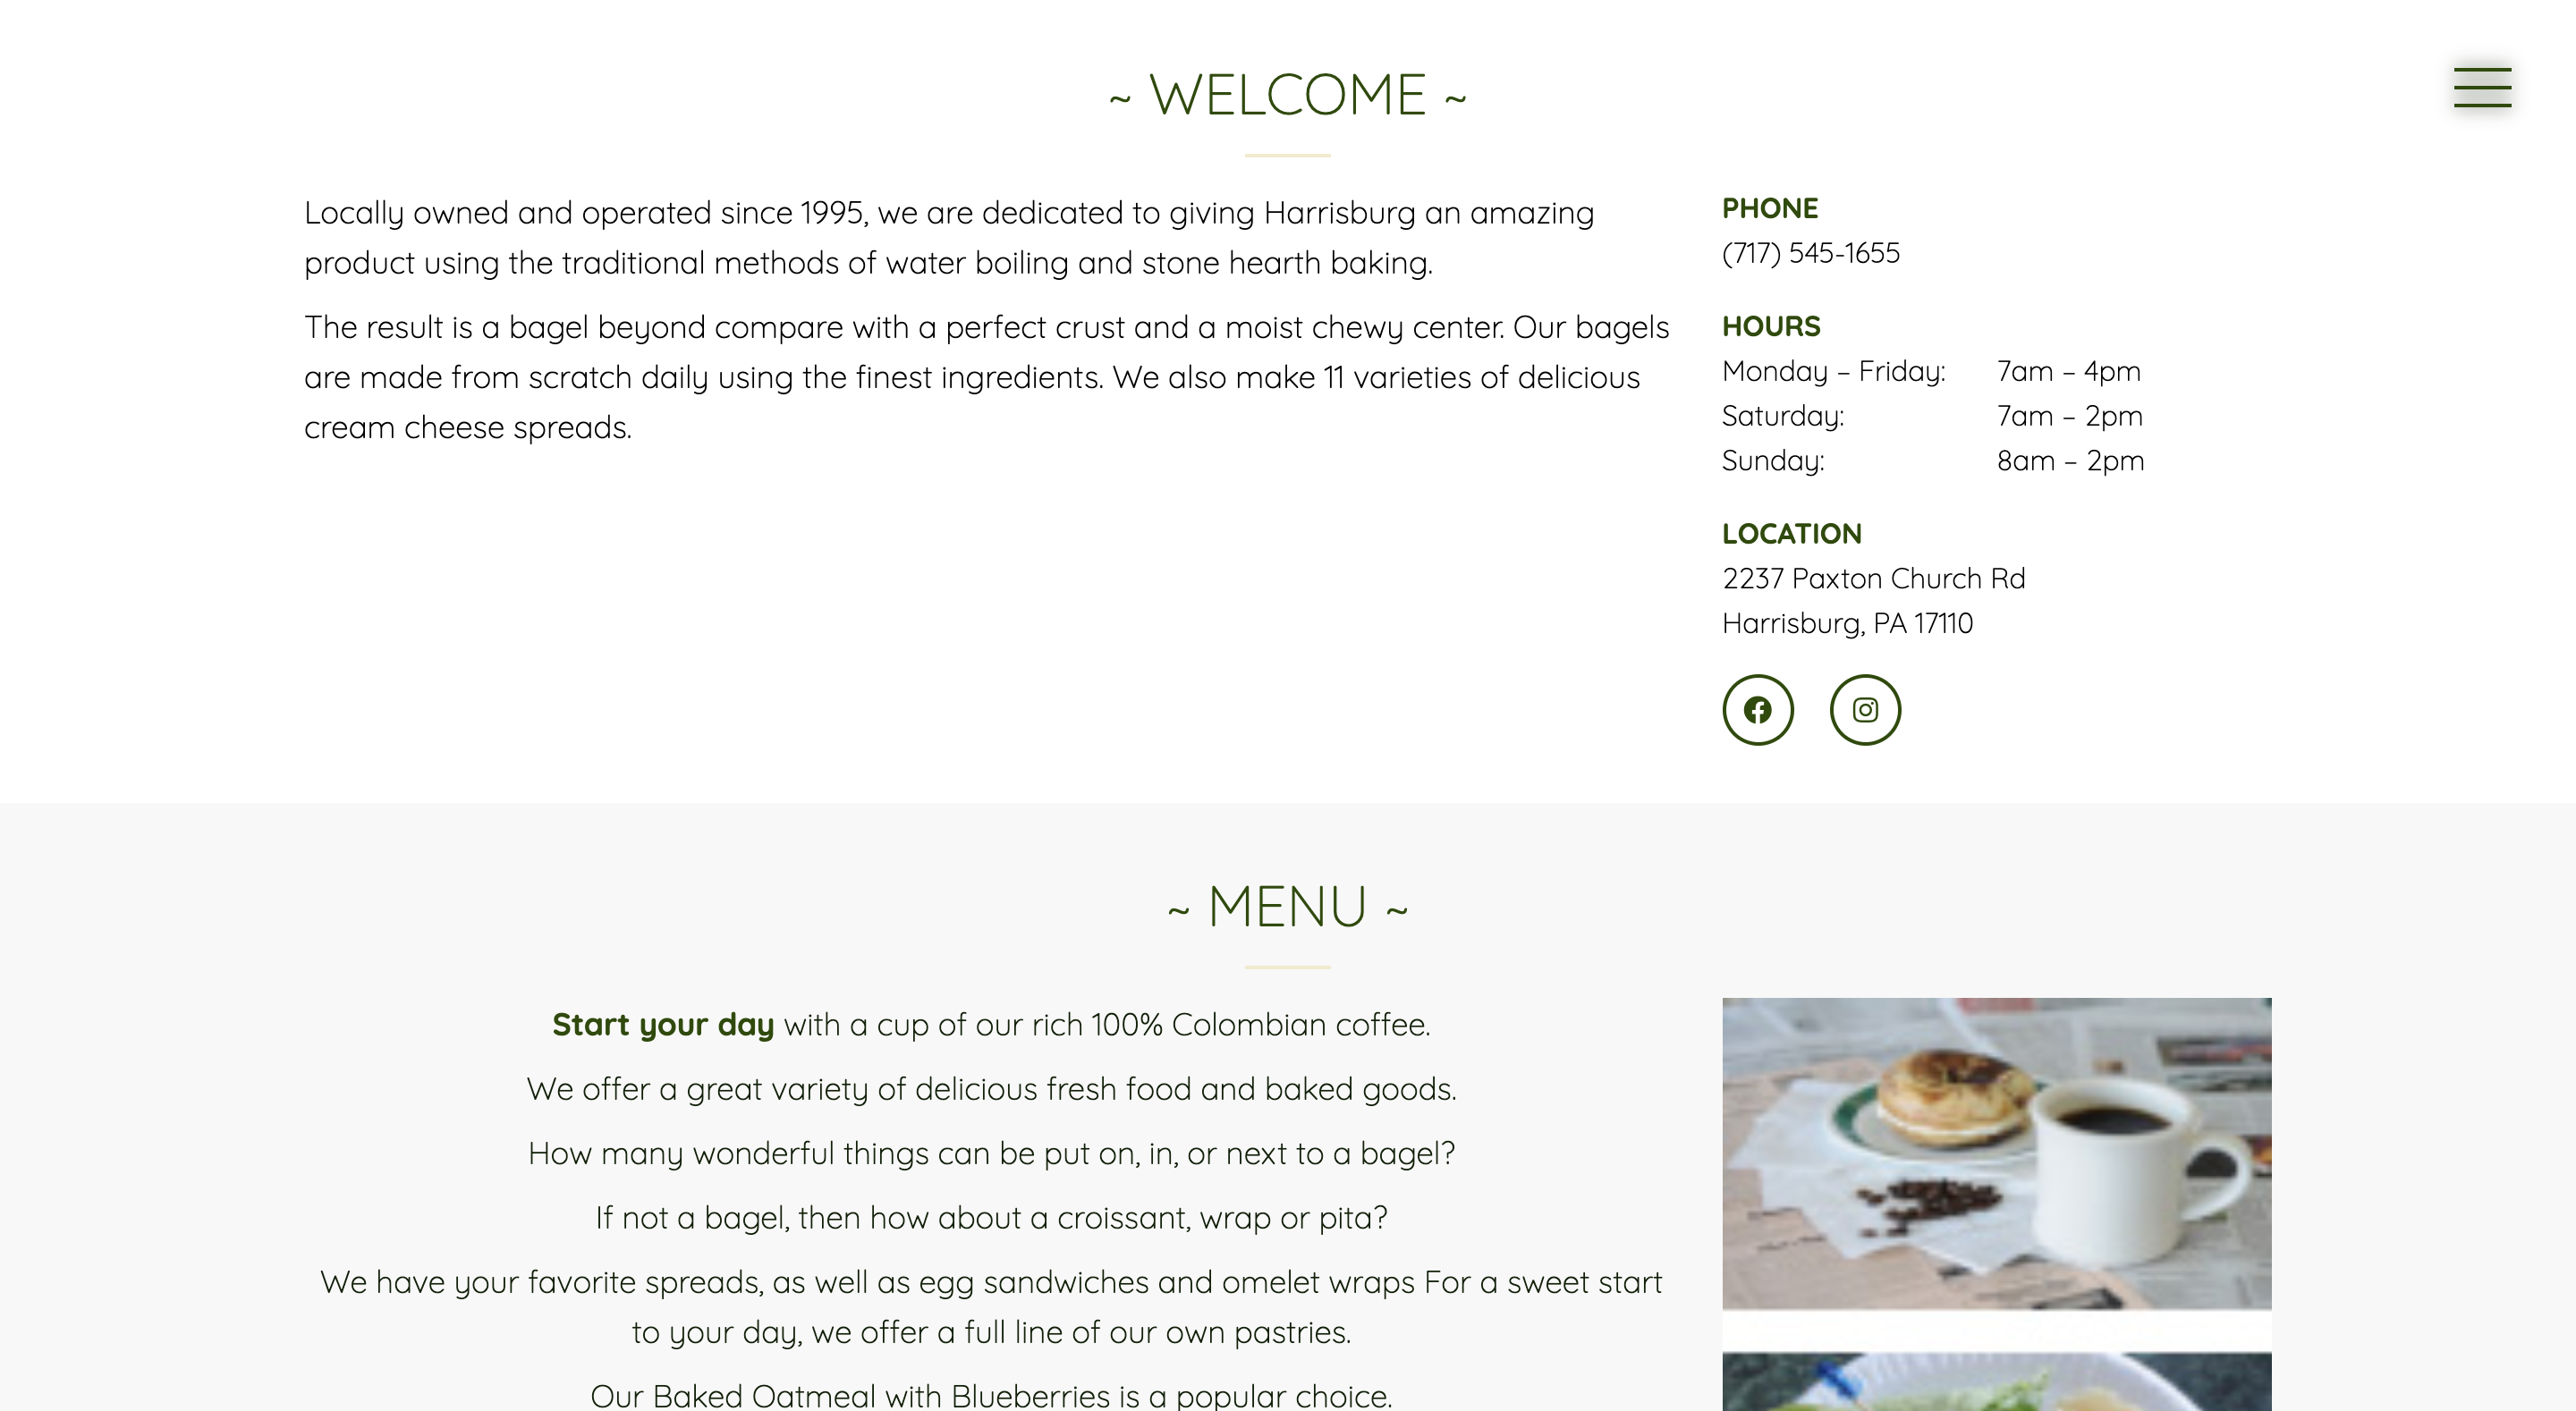 ~ WELCOME ~
Locally owned and operated since 1995, we are dedicated to giving Harrisburg an amazing
product using the traditional methods of water boiling and stone hearth baking.
The result is a bagel beyond compare with a perfect crust and a moist chewy center. Our bagels
are made from scratch daily using the finest ingredients. We also make 11 varieties of delicious
cream cheese spreads.
PHONE
(717) 545-1655
HOURS
Monday – Friday: 7am – 4pm
Saturday: 7am – 2pm
Sunday: 8am – 2pm
LOCATION
2237 Paxton Church Rd
Harrisburg, PA 17110
~ MENU ~
Start your day with a cup of our rich 100% Colombian coffee.
We offer a great variety of delicious fresh food and baked goods.
How many wonderful things can be put on, in, or next to a bagel?
If not a bagel, then how about a croissant, wrap or pita?
We have your favorite spreads, as well as egg sandwiches and omelet wraps For a sweet start
to your day, we offer a full line of our own pastries.
Our Baked Oatmeal with Blueberries is a popular choice.